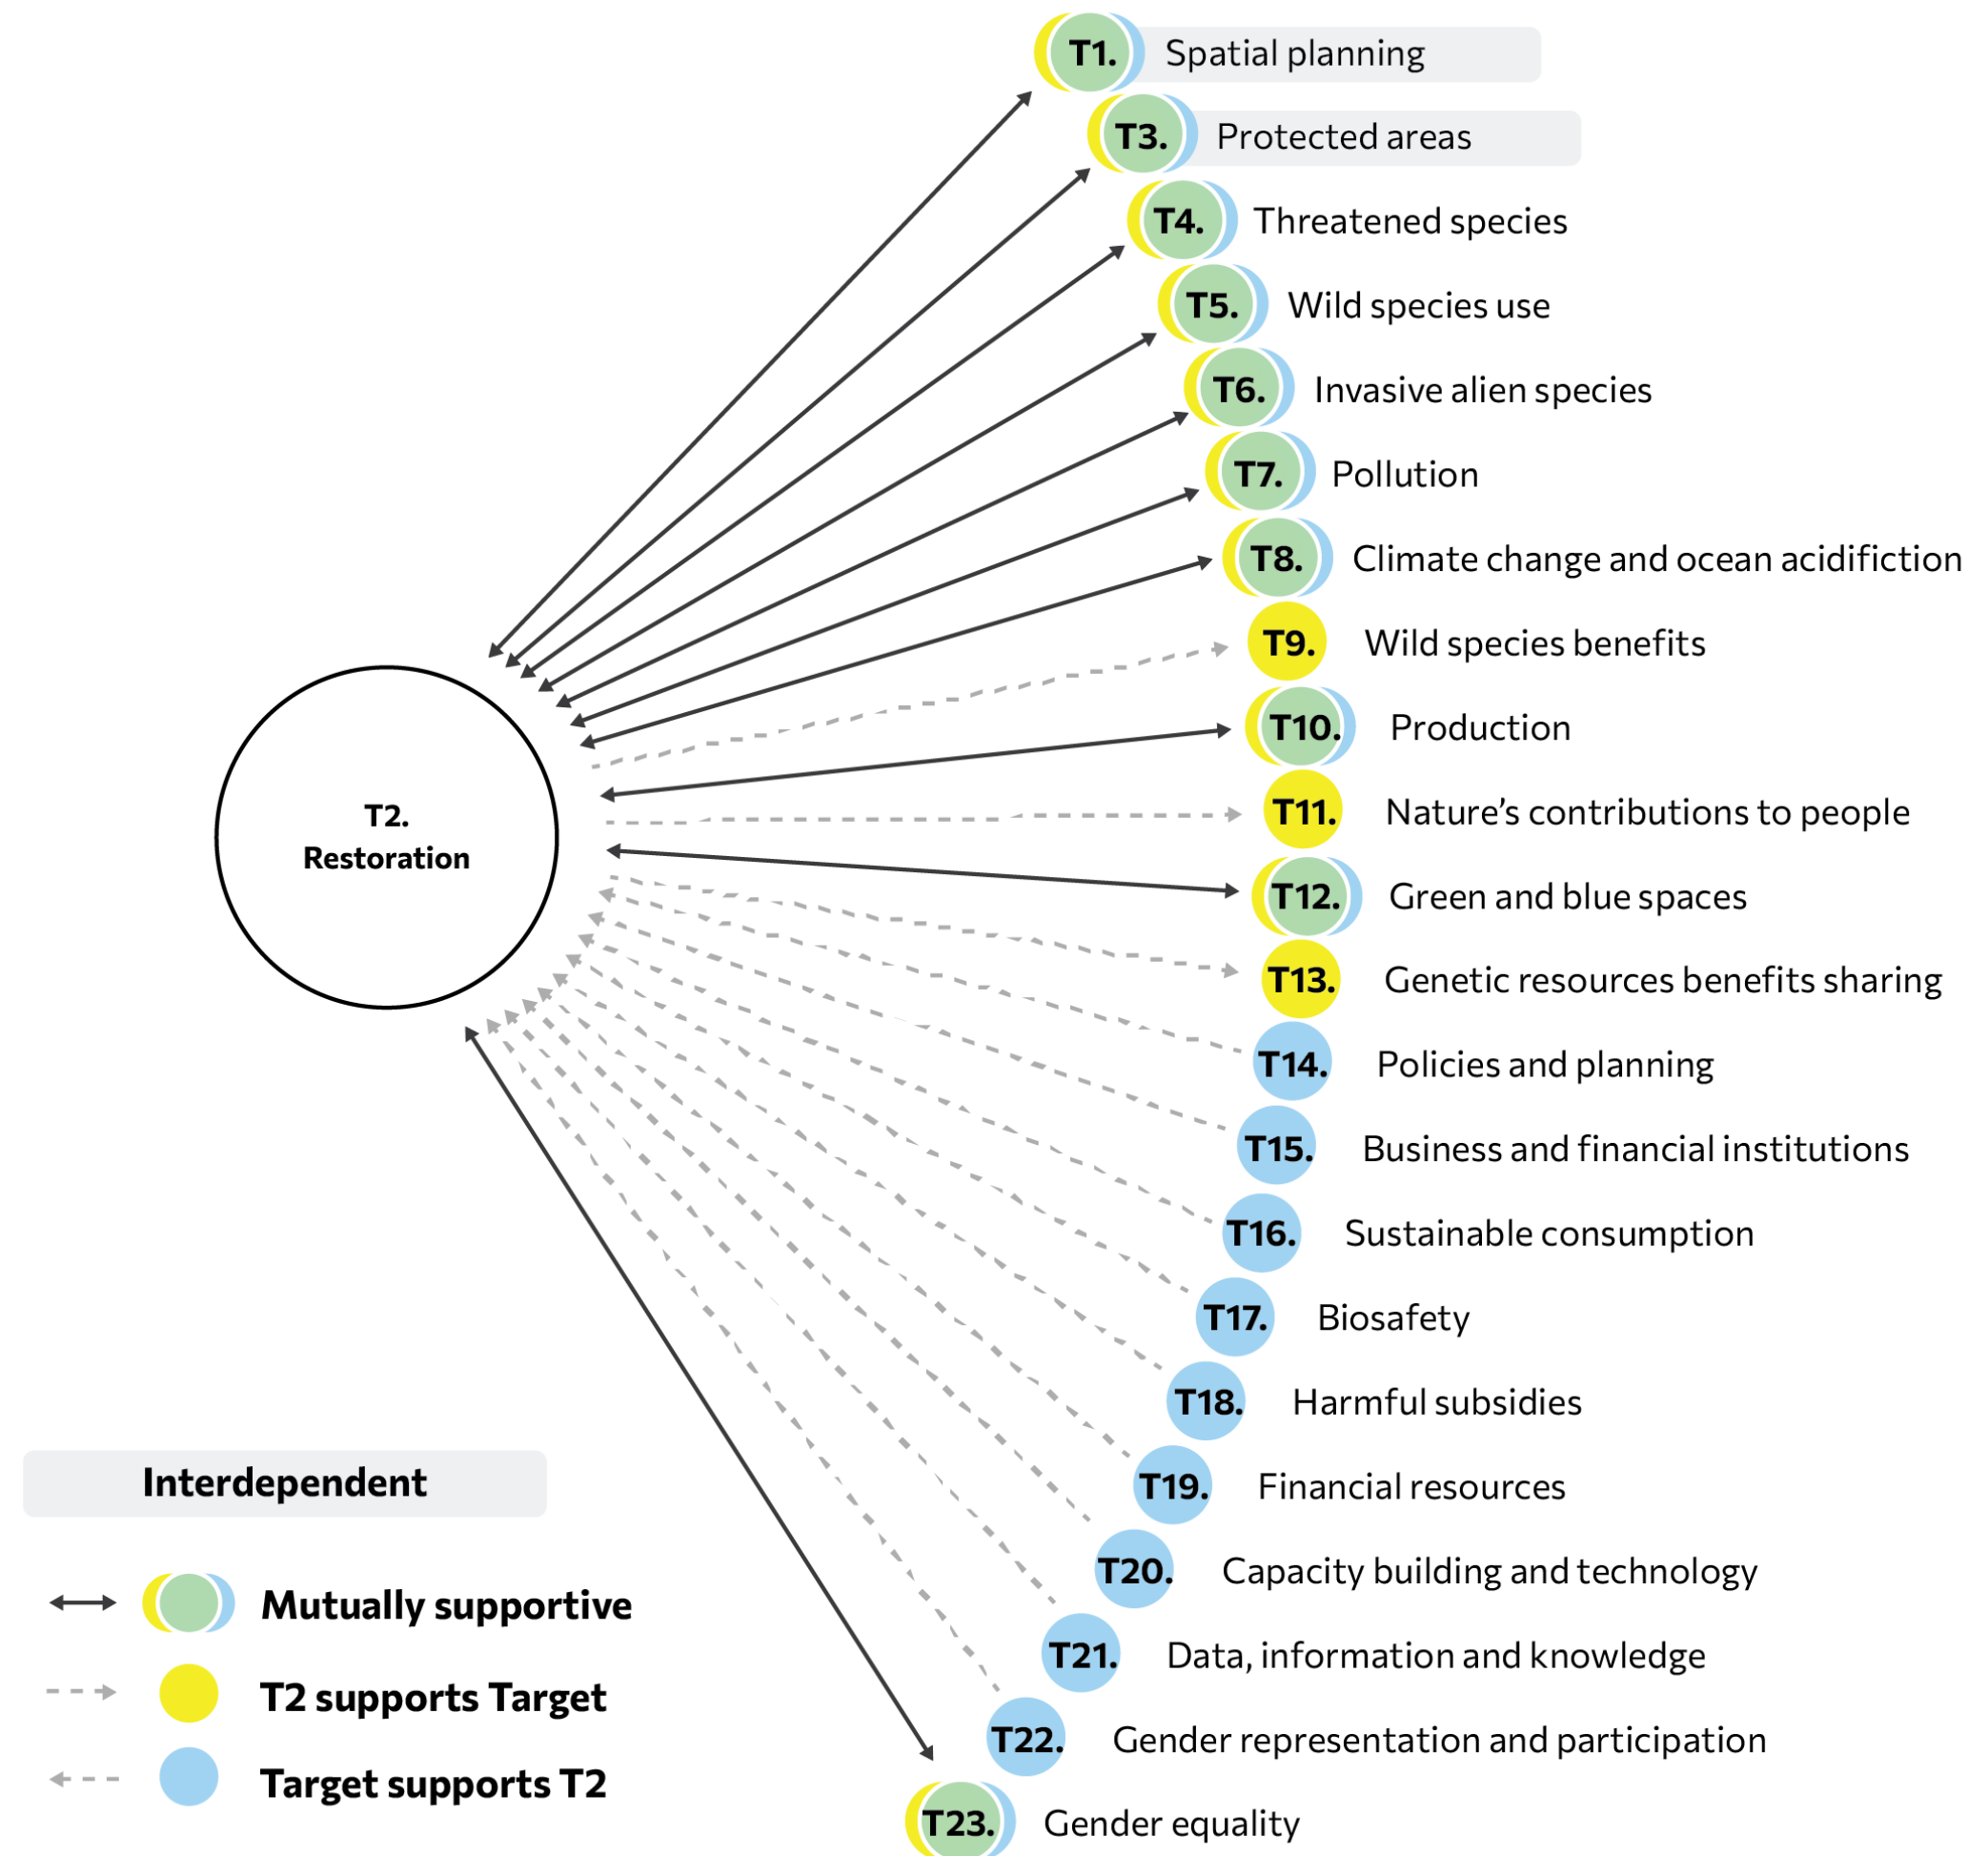 T1. Spatial planning
T3. Protected areas
T4. Threatened species
T5. Wild species use
T6. Invasive alien species
T7. Pollution
T8. Climate change and ocean acidifiction
T9. Wild species benefits
T10. Production
T11. Nature’s contributions to people
T12. Green and blue spaces
T13. Genetic resources benefits sharing
T14. Policies and planning
T15. Business and financial institutions
T16. Sustainable consumption
T17. Biosafety
T18. Harmful subsidies
T19. Financial resources
T20. Capacity building and technology
T21. Data, information and knowledge
T22. Gender representation and participation
T23. Gender equality
T2.
Restoration
Interdependent
Mutually supportive
T2 supports Target
Target supports T2